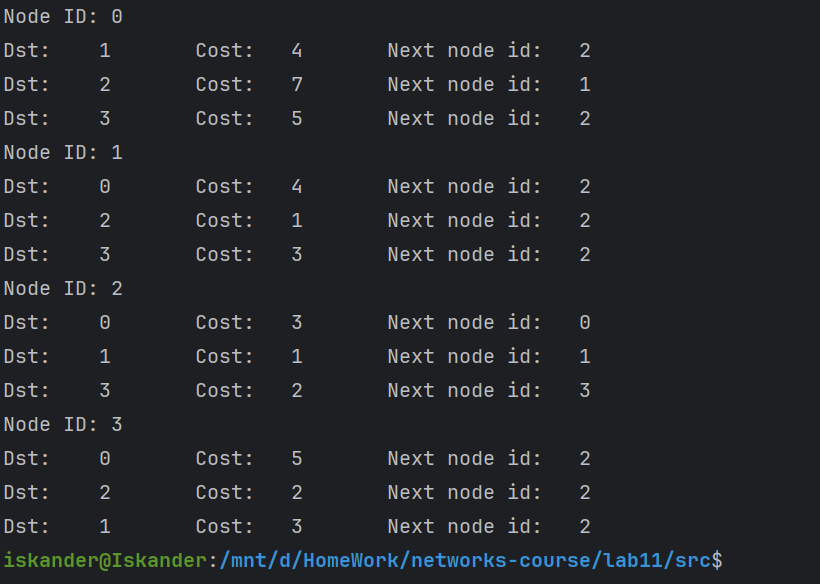 Node ID: 0
Dst:    1       Cost:   4       Next node id:   2
Dst:    2       Cost:   7       Next node id:   1
Dst:    3       Cost:   5       Next node id:   2
Node ID: 1
Dst:    0       Cost:   4       Next node id:   2
Dst:    2       Cost:   1       Next node id:   2
Dst:    3       Cost:   3       Next node id:   2
Node ID: 2
Dst:    0       Cost:   3       Next node id:   0
Dst:    1       Cost:   1       Next node id:   1
Dst:    3       Cost:   2       Next node id:   3
Node ID: 3
Dst:    0       Cost:   5       Next node id:   2
Dst:    2       Cost:   2       Next node id:   2
Dst:    1       Cost:   3       Next node id:   2
iskander@Iskander:/mnt/d/HomeWork/networks-course/lab11/src$